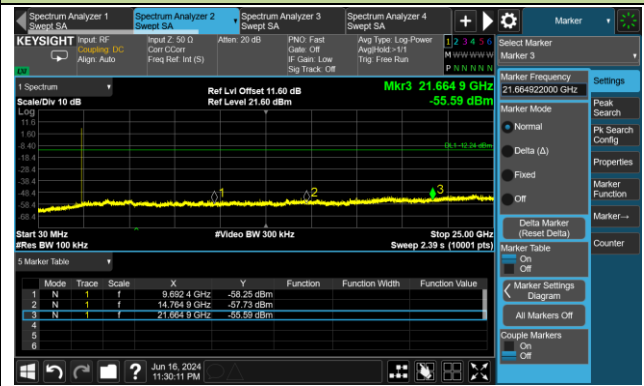 Spectrum Analyzer 1
Swept SA
Spectrum Analyzer 2
Swept SA
Spectrum Analyzer 3
Swept SA
Spectrum Analyzer 4
Swept SA
+
Marker
KEYSIGHT
Input: RF
Coupling: DC
Align: Auto
Input Z: 50 Ω
Corr CCorr
Freq Ref: Int (S)
Atten: 20 dB
PNO: Fast
Gate: Off
IF Gain: Low
Sig Track: Off
Avg Type: Log-Power
Avg|Hold:>1/1
Trig: Free Run
1 2 3 4 5 6
M W W W W W
P N N N N N
Select Marker
Marker 3
1 Spectrum
Scale/Div 10 dB
Log
Ref Lvl Offset 11.60 dB
Ref Level 21.60 dBm
Mkr3 21.664 9 GHz
-55.59 dBm
11.6
1.60
-8.40
-18.4
-28.4
-38.4
-48.4
-58.4
-68.4
DL1 -12.24 dBm
1
2
3
Start 30 MHz
#Res BW 100 kHz
#Video BW 300 kHz
Stop 25.00 GHz
Sweep 2.39 s (10001 pts)
5 Marker Table
Mode Trace Scale X Y Function Function Width Function Value
1 N 1 f 9.692 4 GHz -58.25 dBm
2 N 1 f 14.764 9 GHz -57.73 dBm
3 N 1 f 21.664 9 GHz -55.59 dBm
4
5
6
Marker Frequency
21.664922000 GHz
Marker Mode
Normal
Delta (Δ)
Fixed
Off
Delta Marker
(Reset Delta)
Marker Table
On
Off
Marker Settings
Diagram
All Markers Off
Couple Markers
On
Off
Settings
Peak
Search
Pk Search
Config
Properties
Marker
Function
Marker→
Counter
?
Jun 16, 2024
11:30:11 PM